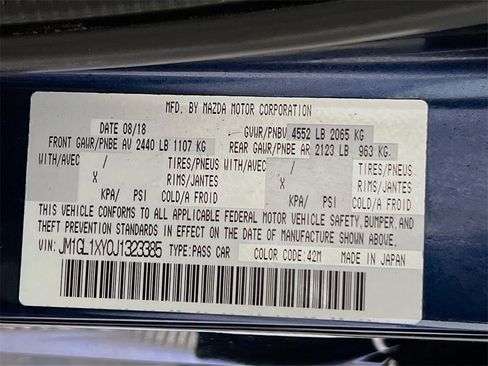 MFD. BY MAZDA MOTOR CORPORATION
DATE 08/18 GVWR/PNBV 4552 LB 2065 KG
FRONT GAWR/PNBE AV 2440 LB 1107 KG REAR GAWR/PNBE AR 2123 LB 963 KG
WITH/AVEC / TIRES/PNEUS WITH/AVEC / TIRES/PNEUS
X RIMS/JANTES X RIMS/JANTES
KPA/ PSI COLD/A FROID KPA/ PSI COLD/A FROID
THIS VEHICLE CONFORMS TO ALL APPLICABLE FEDERAL MOTOR VEHICLE SAFETY, BUMPER, AND
THEFT PREVENTION STANDARDS IN EFFECT ON THE DATE OF MANUFACTURE SHOWN ABOVE.
VIN: JM1GL1XY0J1323385 TYPE: PASS CAR COLOR CODE: 42M MADE IN JAPAN